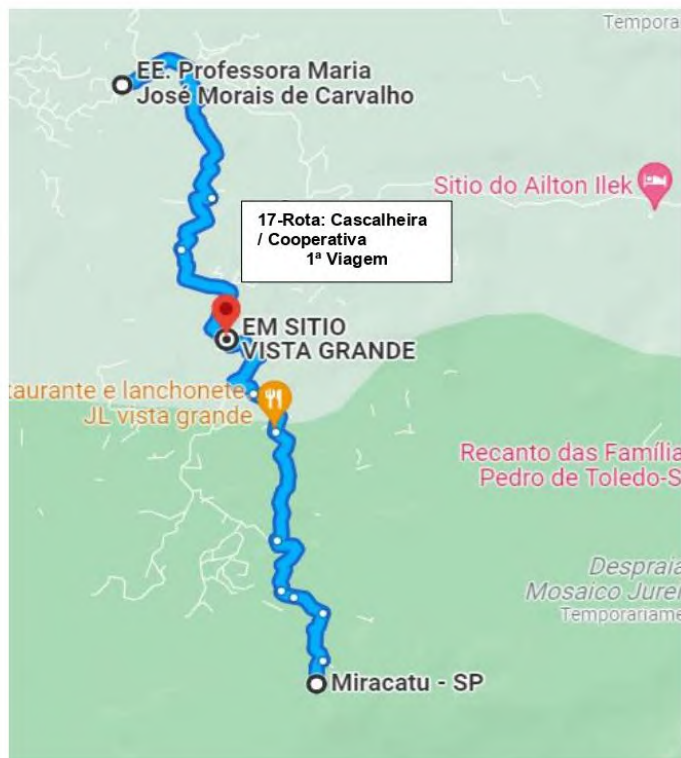 Tempora
EE. Professora Maria
José Morais de Carvalho
Sitio do Ailton Ilek
17-Rota: Cascalheira
/ Cooperativa
1ª Viagem
EM SITIO
VISTA GRANDE
taurante e lanchonete
JL vista grande
Recanto das Família
Pedro de Toledo-S
Despraia
Mosaico Jurei
Temporariame
Miracatu - SP